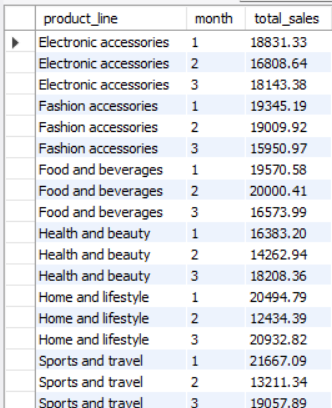 product_line month total_sales
Electronic accessories 1 18831.33
Electronic accessories 2 16808.64
Electronic accessories 3 18143.38
Fashion accessories 1 19345.19
Fashion accessories 2 19009.92
Fashion accessories 3 15950.97
Food and beverages 1 19570.58
Food and beverages 2 20000.41
Food and beverages 3 16573.99
Health and beauty 1 16383.20
Health and beauty 2 14262.94
Health and beauty 3 18208.36
Home and lifestyle 1 20494.79
Home and lifestyle 2 12434.39
Home and lifestyle 3 20932.82
Sports and travel 1 21667.09
Sports and travel 2 13211.34
Sports and travel 3 19057.89